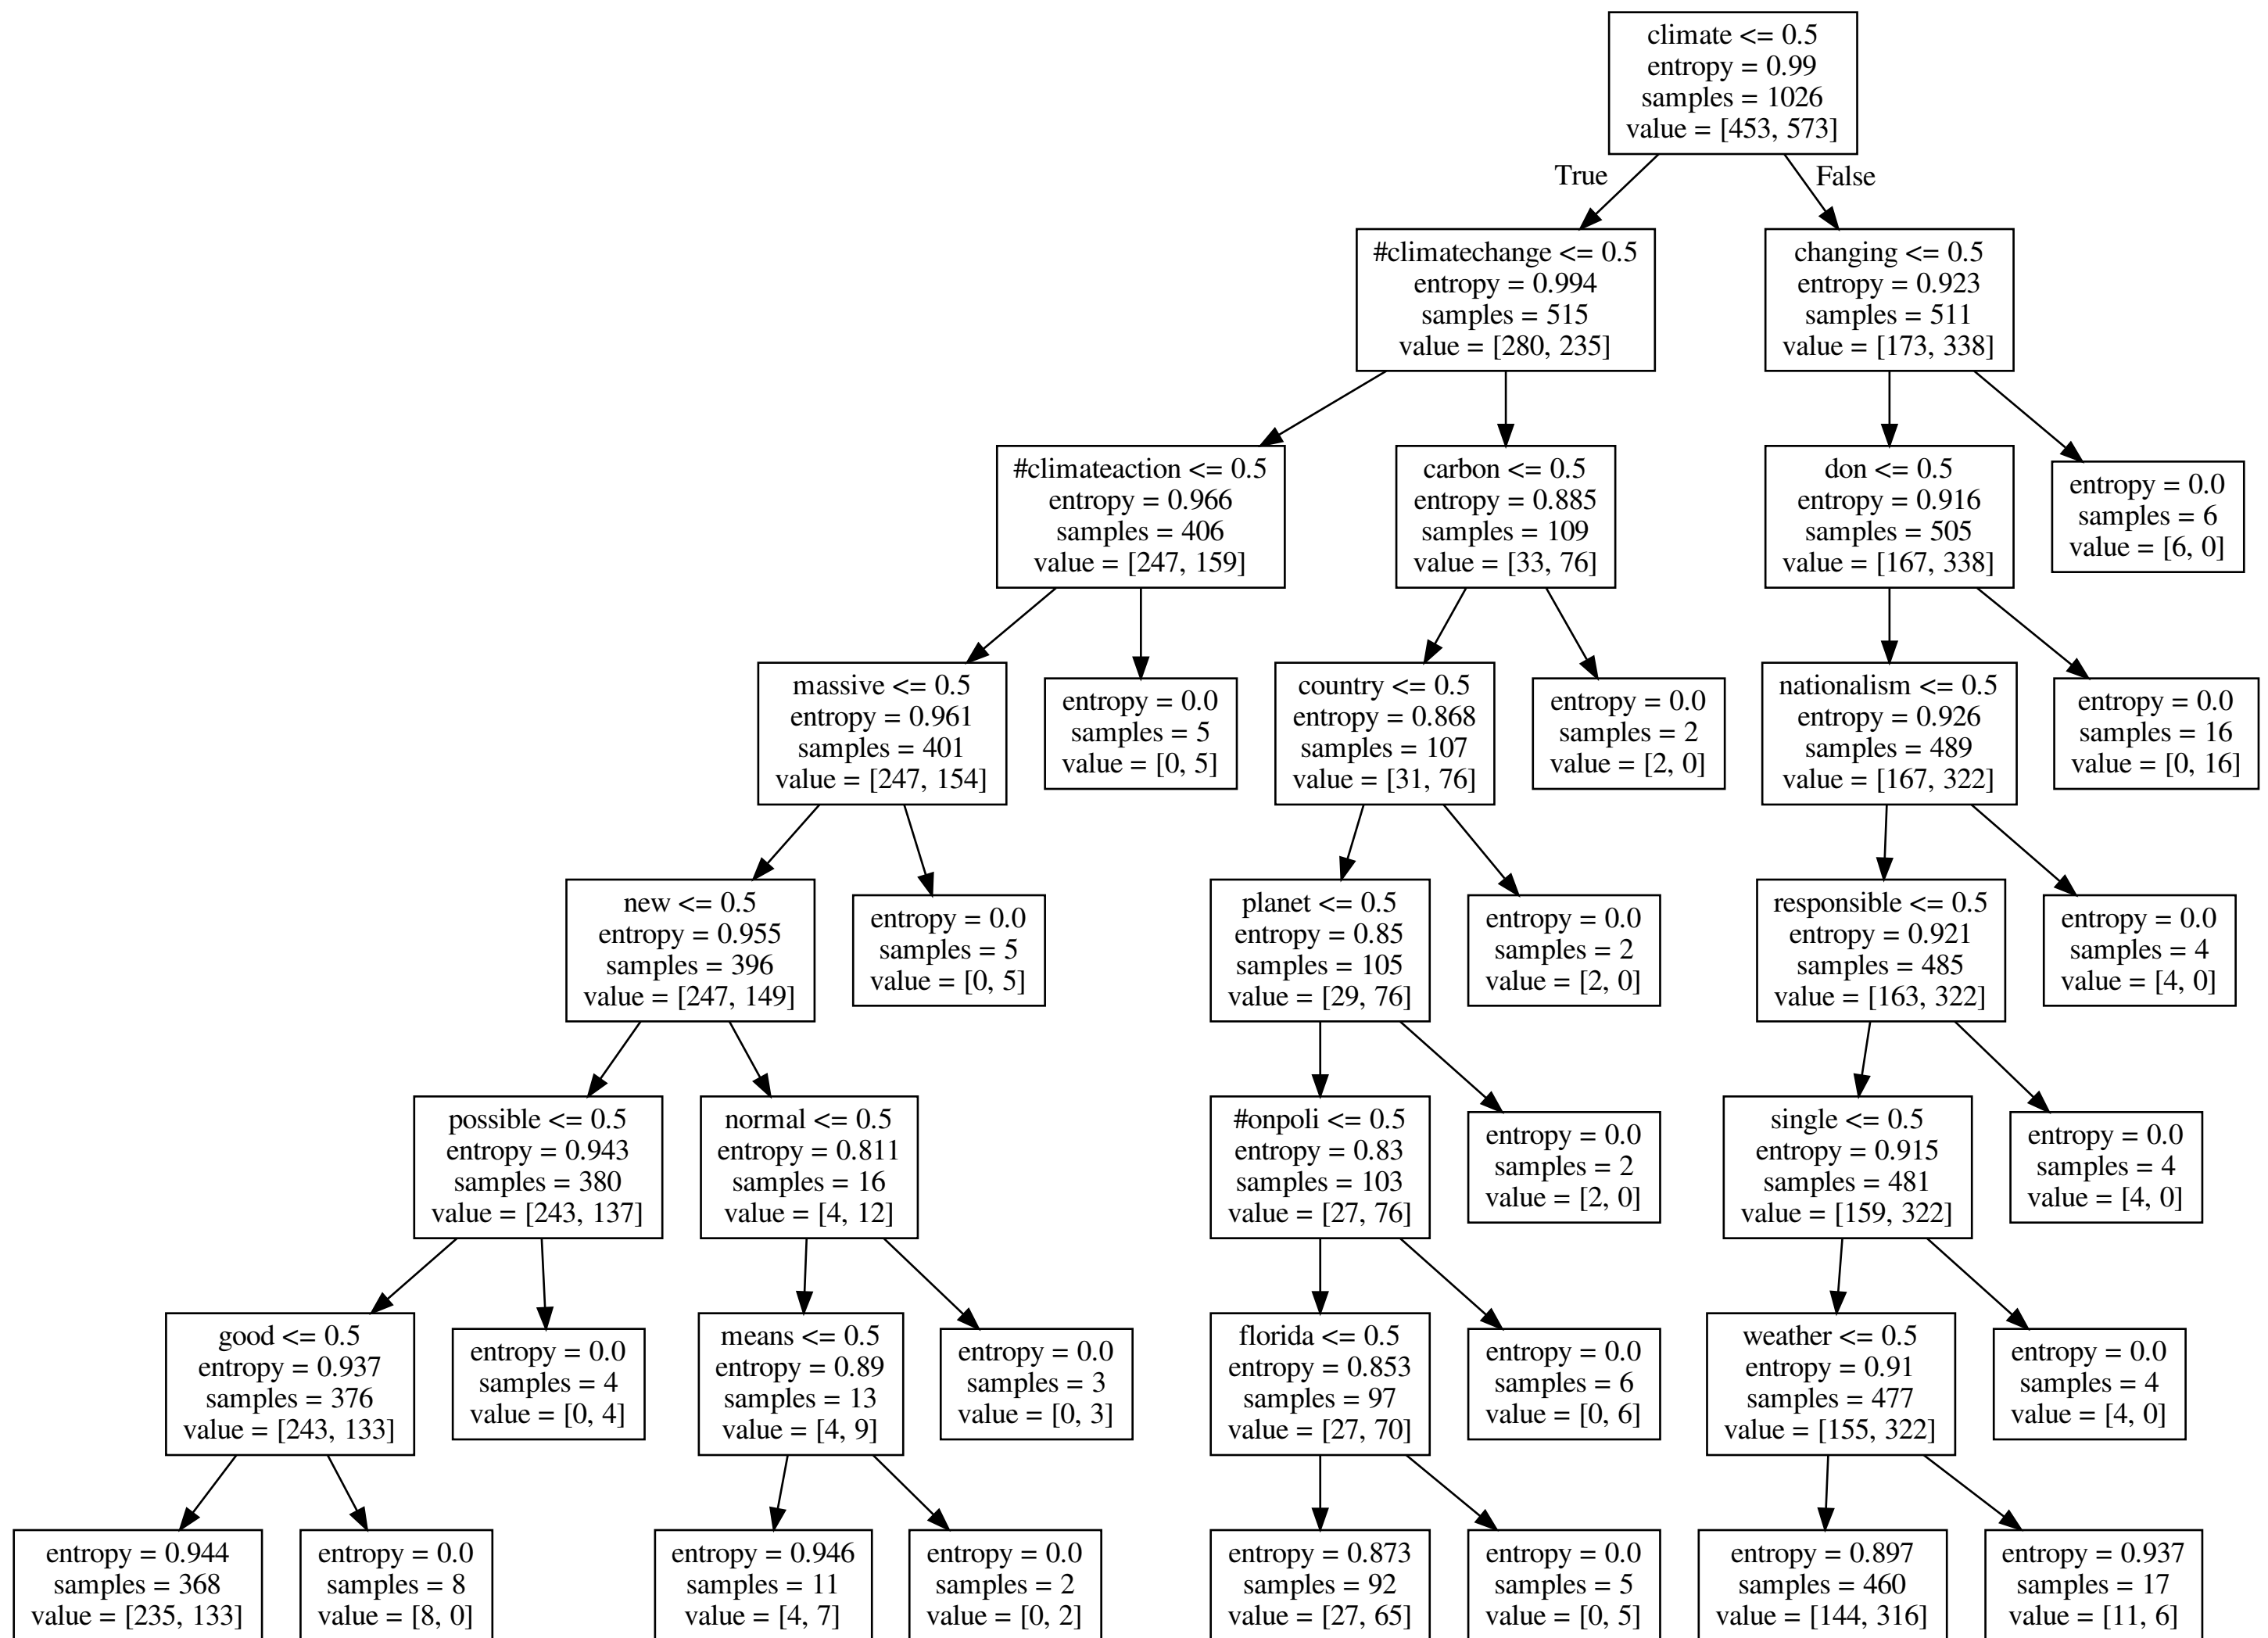 climate <= 0.5
entropy = 0.99
samples = 1026
value = [453, 573]
True
False
#climatechange <= 0.5
entropy = 0.994
samples = 515
value = [280, 235]
changing <= 0.5
entropy = 0.923
samples = 511
value = [173, 338]
#climateaction <= 0.5
entropy = 0.966
samples = 406
value = [247, 159]
carbon <= 0.5
entropy = 0.885
samples = 109
value = [33, 76]
don <= 0.5
entropy = 0.916
samples = 505
value = [167, 338]
entropy = 0.0
samples = 6
value = [6, 0]
massive <= 0.5
entropy = 0.961
samples = 401
value = [247, 154]
entropy = 0.0
samples = 5
value = [0, 5]
country <= 0.5
entropy = 0.868
samples = 107
value = [31, 76]
entropy = 0.0
samples = 2
value = [2, 0]
nationalism <= 0.5
entropy = 0.926
samples = 489
value = [167, 322]
entropy = 0.0
samples = 16
value = [0, 16]
new <= 0.5
entropy = 0.955
samples = 396
value = [247, 149]
entropy = 0.0
samples = 5
value = [0, 5]
planet <= 0.5
entropy = 0.85
samples = 105
value = [29, 76]
entropy = 0.0
samples = 2
value = [2, 0]
responsible <= 0.5
entropy = 0.921
samples = 485
value = [163, 322]
entropy = 0.0
samples = 4
value = [4, 0]
possible <= 0.5
entropy = 0.943
samples = 380
value = [243, 137]
normal <= 0.5
entropy = 0.811
samples = 16
value = [4, 12]
#onpoli <= 0.5
entropy = 0.83
samples = 103
value = [27, 76]
entropy = 0.0
samples = 2
value = [2, 0]
single <= 0.5
entropy = 0.915
samples = 481
value = [159, 322]
entropy = 0.0
samples = 4
value = [4, 0]
good <= 0.5
entropy = 0.937
samples = 376
value = [243, 133]
entropy = 0.0
samples = 4
value = [0, 4]
means <= 0.5
entropy = 0.89
samples = 13
value = [4, 9]
entropy = 0.0
samples = 3
value = [0, 3]
florida <= 0.5
entropy = 0.853
samples = 97
value = [27, 70]
entropy = 0.0
samples = 6
value = [0, 6]
weather <= 0.5
entropy = 0.91
samples = 477
value = [155, 322]
entropy = 0.0
samples = 4
value = [4, 0]
entropy = 0.944
samples = 368
value = [235, 133]
entropy = 0.0
samples = 8
value = [8, 0]
entropy = 0.946
samples = 11
value = [4, 7]
entropy = 0.0
samples = 2
value = [0, 2]
entropy = 0.873
samples = 92
value = [27, 65]
entropy = 0.0
samples = 5
value = [0, 5]
entropy = 0.897
samples = 460
value = [144, 316]
entropy = 0.937
samples = 17
value = [11, 6]